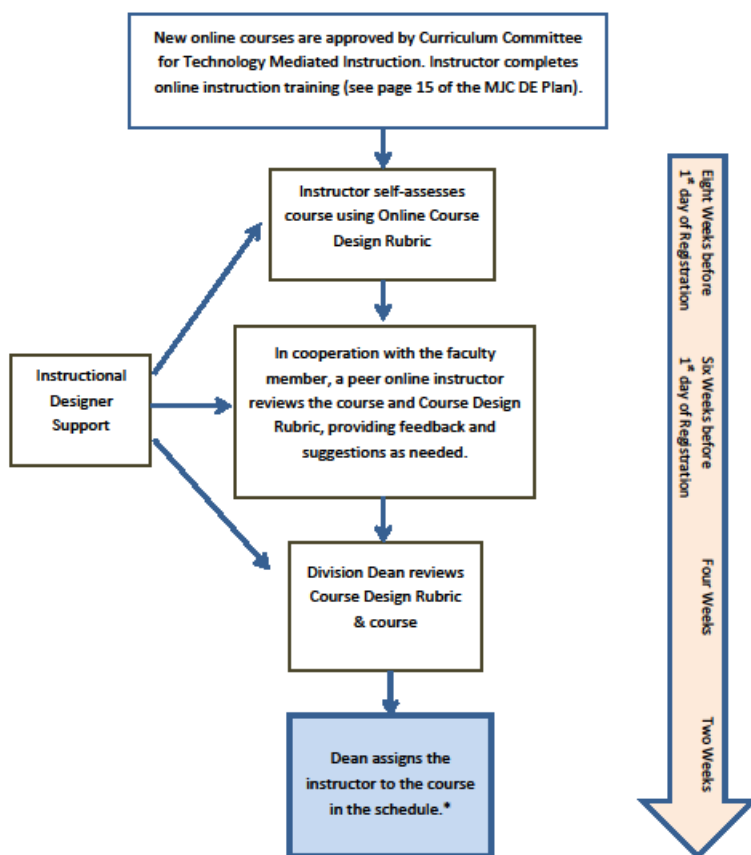 New online courses are approved by Curriculum Committee
for Technology Mediated Instruction. Instructor completes
online instruction training (see page 15 of the MJC DE Plan).
Instructor self-assesses
course using Online Course
Design Rubric
In cooperation with the faculty
member, a peer online instructor
reviews the course and Course Design
Rubric, providing feedback and
suggestions as needed.
Instructional
Designer
Support
Division Dean reviews
Course Design Rubric
& course
Dean assigns the
instructor to the course
in the schedule.*
Eight Weeks before
1st day of Registration
Six Weeks before
1st day of Registration
Four Weeks
Two Weeks